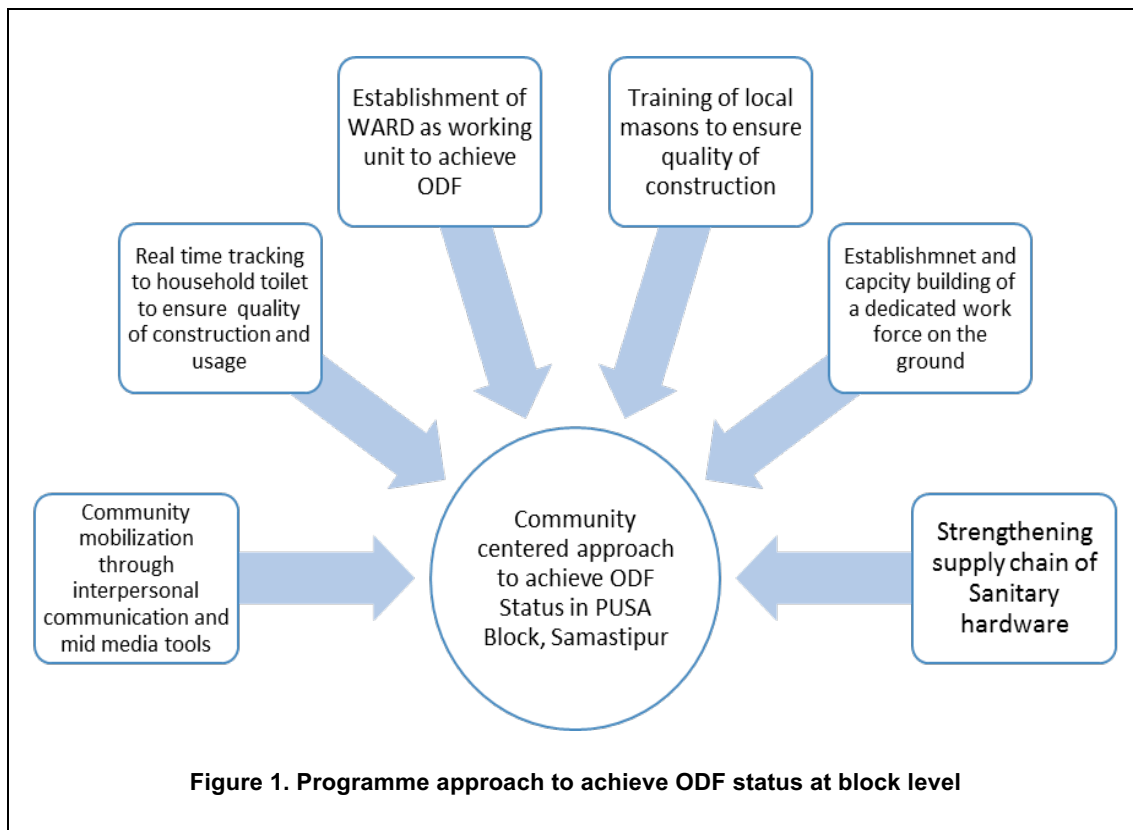 Establishment of
WARD as working
unit to achieve
ODF
Training of local
masons to ensure
quality of
construction
Real time tracking
to household toilet
to ensure quality
of construction and
usage
Establishmnet and
capcity building of
a dedicated work
force on the
ground
Community
mobilization
through
interpersonal
communication and
mid media tools
Community
centered approach
to achieve ODF
Status in PUSA
Block, Samastipur
Strengthening
supply chain of
Sanitary
hardware
Figure 1. Programme approach to achieve ODF status at block level